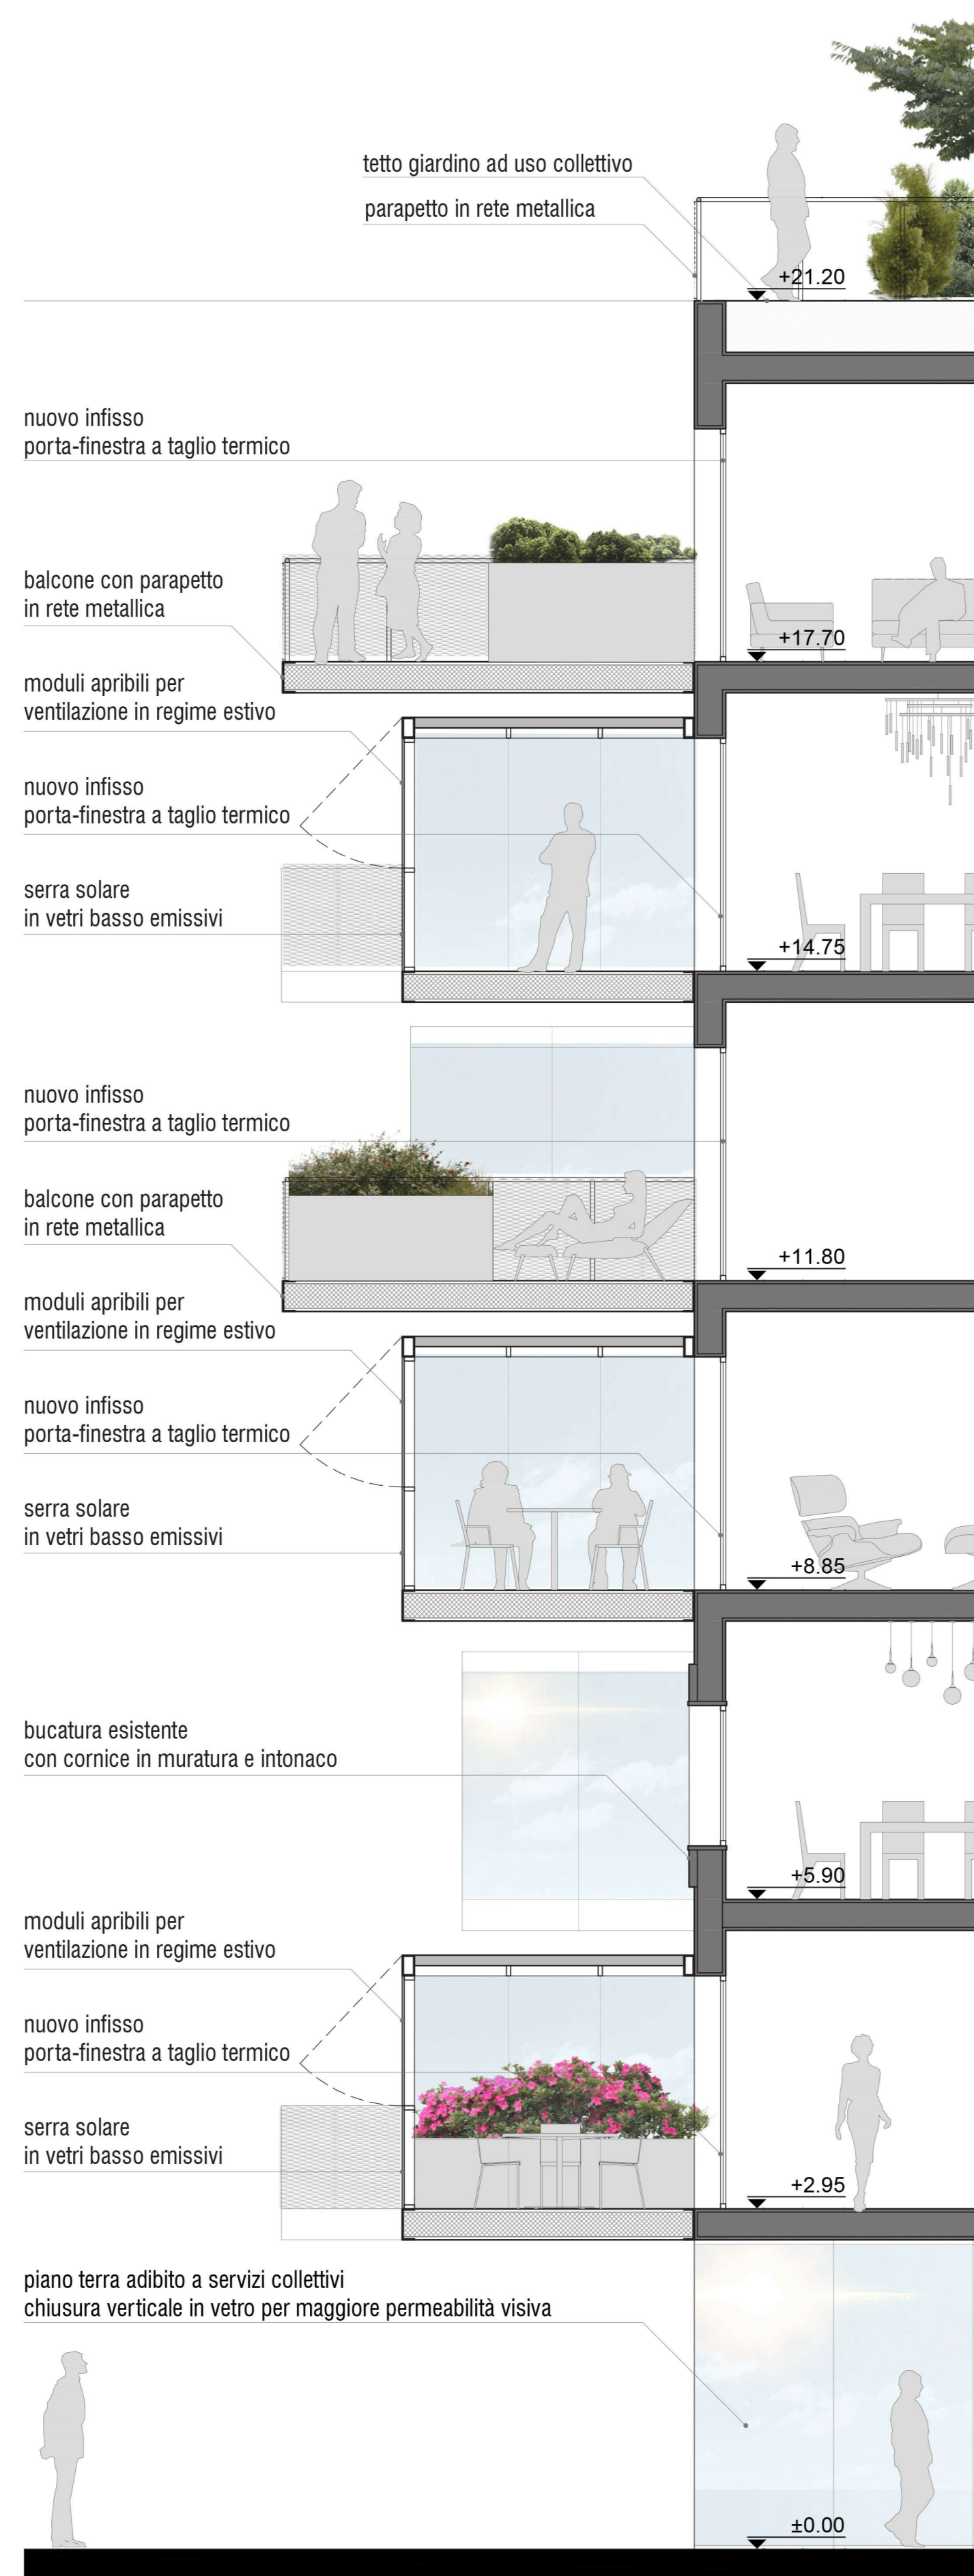 tetto giardino ad uso collettivo
parapetto in rete metallica
+21.20
nuovo infisso
porta-finestra a taglio termico
balcone con parapetto
in rete metallica
+17.70
moduli apribili per
ventilazione in regime estivo
nuovo infisso
porta-finestra a taglio termico
serra solare
in vetri basso emissivi
+14.75
nuovo infisso
porta-finestra a taglio termico
balcone con parapetto
in rete metallica
+11.80
moduli apribili per
ventilazione in regime estivo
nuovo infisso
porta-finestra a taglio termico
serra solare
in vetri basso emissivi
+8.85
bucatura esistente
con cornice in muratura e intonaco
+5.90
moduli apribili per
ventilazione in regime estivo
nuovo infisso
porta-finestra a taglio termico
serra solare
in vetri basso emissivi
+2.95
piano terra adibito a servizi collettivi
chiusura verticale in vetro per maggiore permeabilità visiva
±0.00